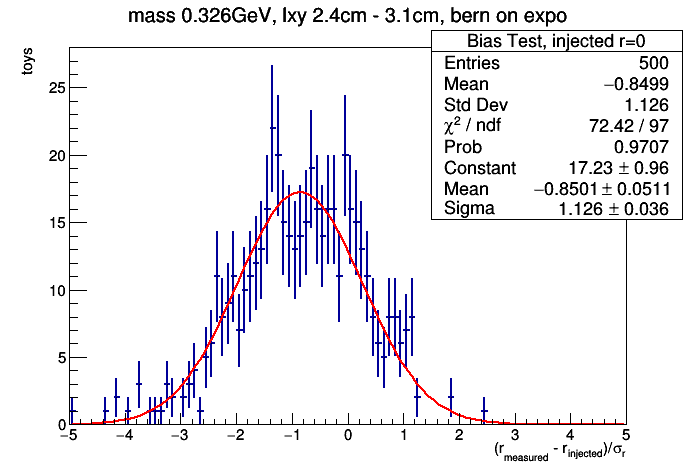 mass 0.326GeV, lxy 2.4cm - 3.1cm, bern on expo
Bias Test, injected r=0
Entries 500
Mean −0.8499
Std Dev 1.126
χ² / ndf 72.42 / 97
Prob 0.9707
Constant 17.23 ± 0.96
Mean −0.8501 ± 0.0511
Sigma 1.126 ± 0.036
toys
25
20
15
10
5
0
−5 −4 −3 −2 −1 0 1 2 3 4 5
(r_measured - r_injected)/σ_r